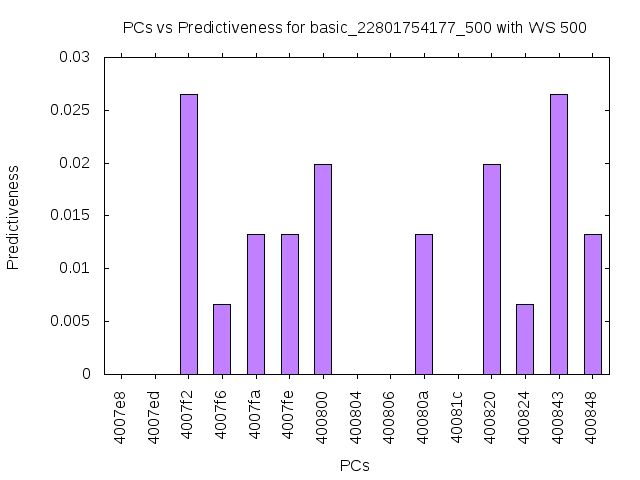 PCs vs Predictiveness for basic_22801754177_500 with WS 500
0.03
0.025
0.02
0.015
0.01
0.005
0
Predictiveness
4007e8
4007ed
4007f2
4007f6
4007fa
4007fe
400800
400804
400806
40080a
40081c
400820
400824
400843
400848
PCs